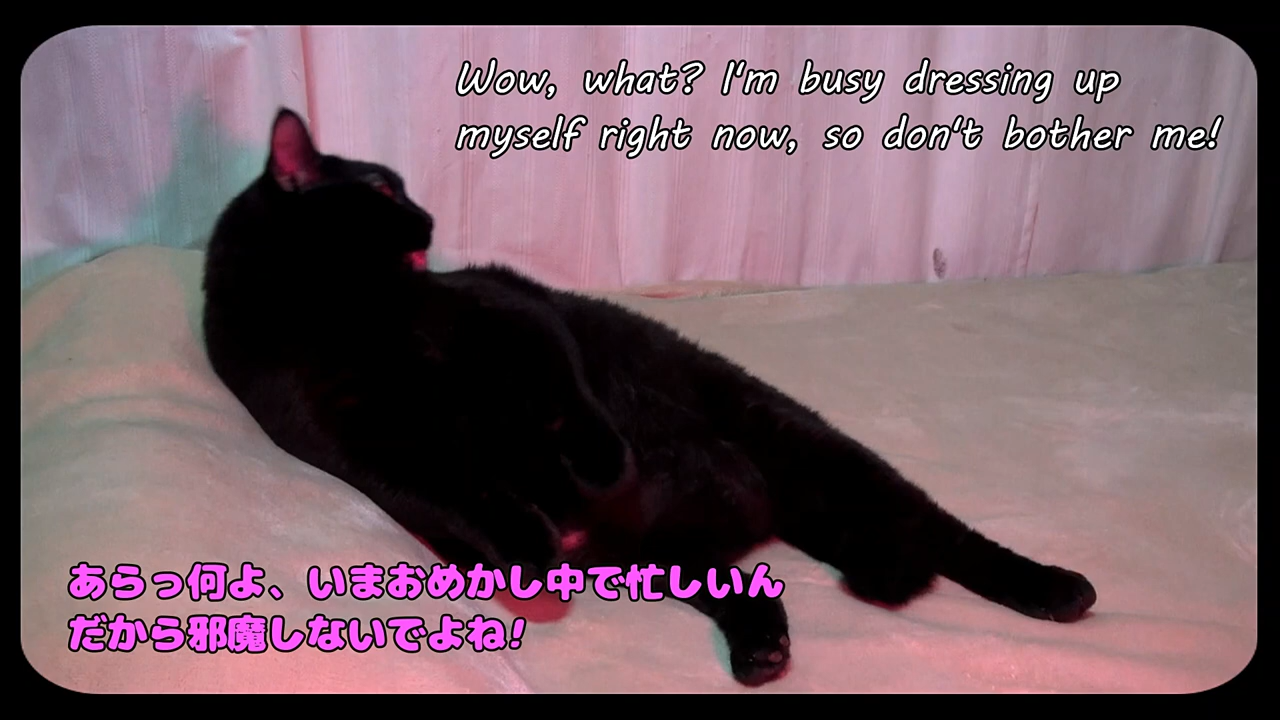 Wow, what? I'm busy dressing up
myself right now, so don't bother me!
あらっ何よ、いまおめかし中で忙しいん
だから邪魔しないでよね!